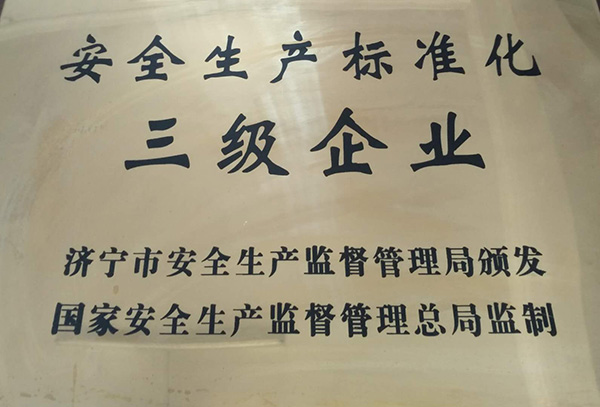 安全生产标准化
三级企业
济宁市安全生产监督管理局颁发
国家安全生产监督管理总局监制